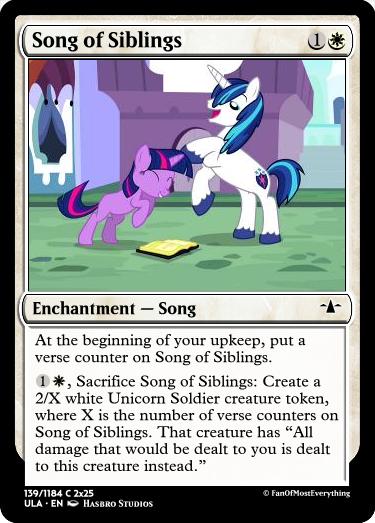 Song of Siblings 1
Enchantment — Song
At the beginning of your upkeep, put a
verse counter on Song of Siblings.
1 , Sacrifice Song of Siblings: Create a
2/X white Unicorn Soldier creature token,
where X is the number of verse counters on
Song of Siblings. That creature has “All
damage that would be dealt to you is dealt
to this creature instead.”
139/1184 C 2x25 © FanOfMostEverything
ULA • EN Hasbro Studios